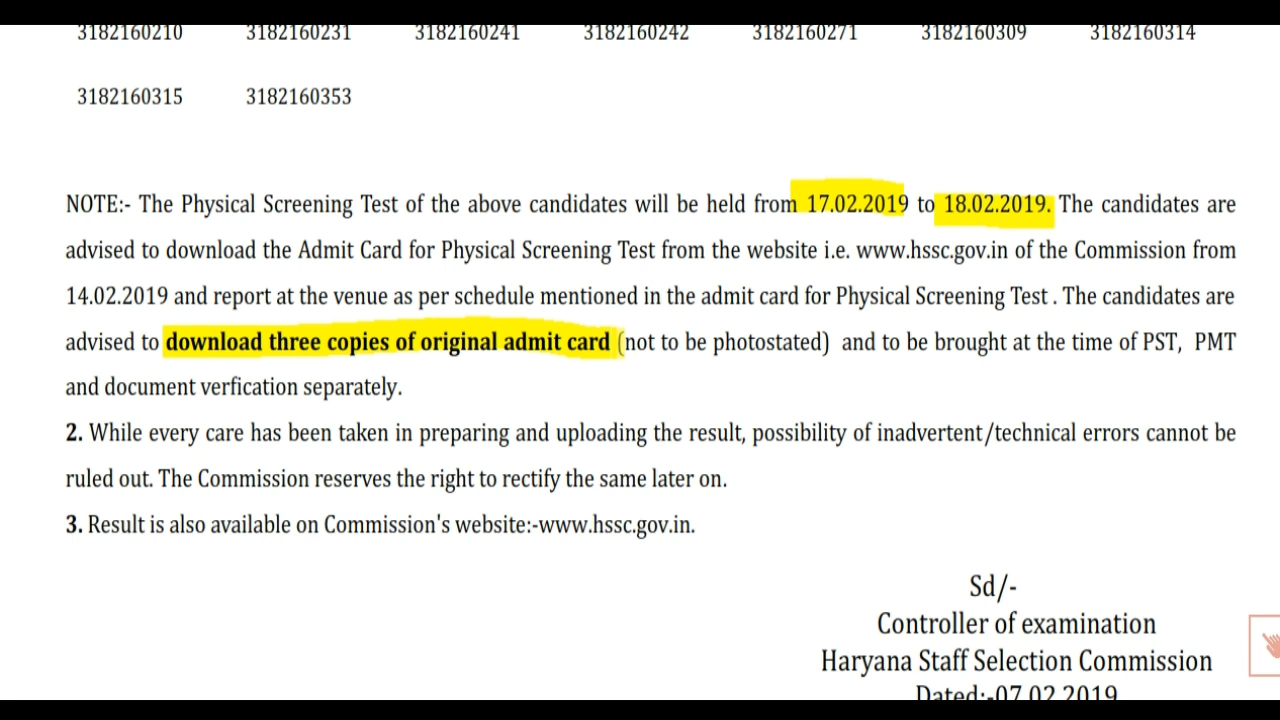 3182160210 3182160231 3182160241 3182160242 3182160271 3182160309 3182160314
3182160315 3182160353
NOTE:- The Physical Screening Test of the above candidates will be held from 17.02.2019 to 18.02.2019. The candidates are
advised to download the Admit Card for Physical Screening Test from the website i.e. www.hssc.gov.in of the Commission from
14.02.2019 and report at the venue as per schedule mentioned in the admit card for Physical Screening Test . The candidates are
advised to download three copies of original admit card (not to be photostated) and to be brought at the time of PST, PMT
and document verfication separately.
2. While every care has been taken in preparing and uploading the result, possibility of inadvertent/technical errors cannot be
ruled out. The Commission reserves the right to rectify the same later on.
3. Result is also available on Commission's website:-www.hssc.gov.in.
Sd/-
Controller of examination
Haryana Staff Selection Commission
Dated:-07.02.2019